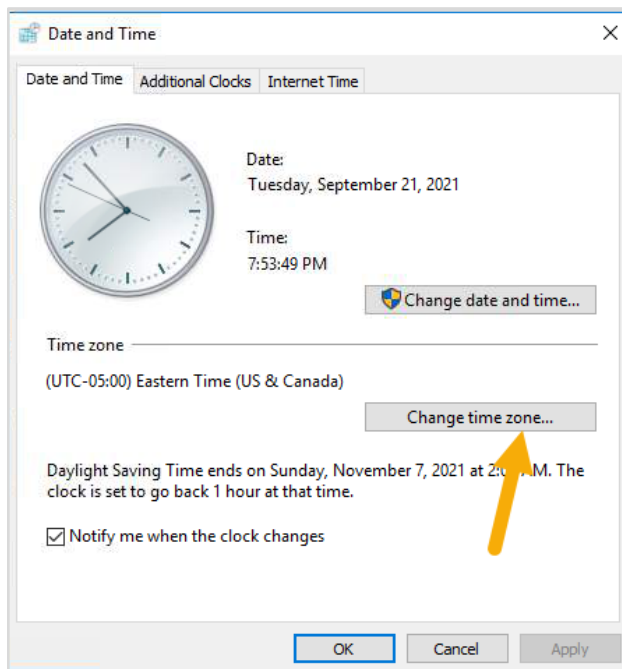 Date and Time
Date and Time
Additional Clocks
Internet Time
Date:
Tuesday, September 21, 2021
Time:
7:53:49 PM
Change date and time...
Time zone
(UTC-05:00) Eastern Time (US & Canada)
Change time zone...
Daylight Saving Time ends on Sunday, November 7, 2021 at The
clock is set to go back 1 hour at that time.
Notify me when the clock changes
OK
Cancel
Apply